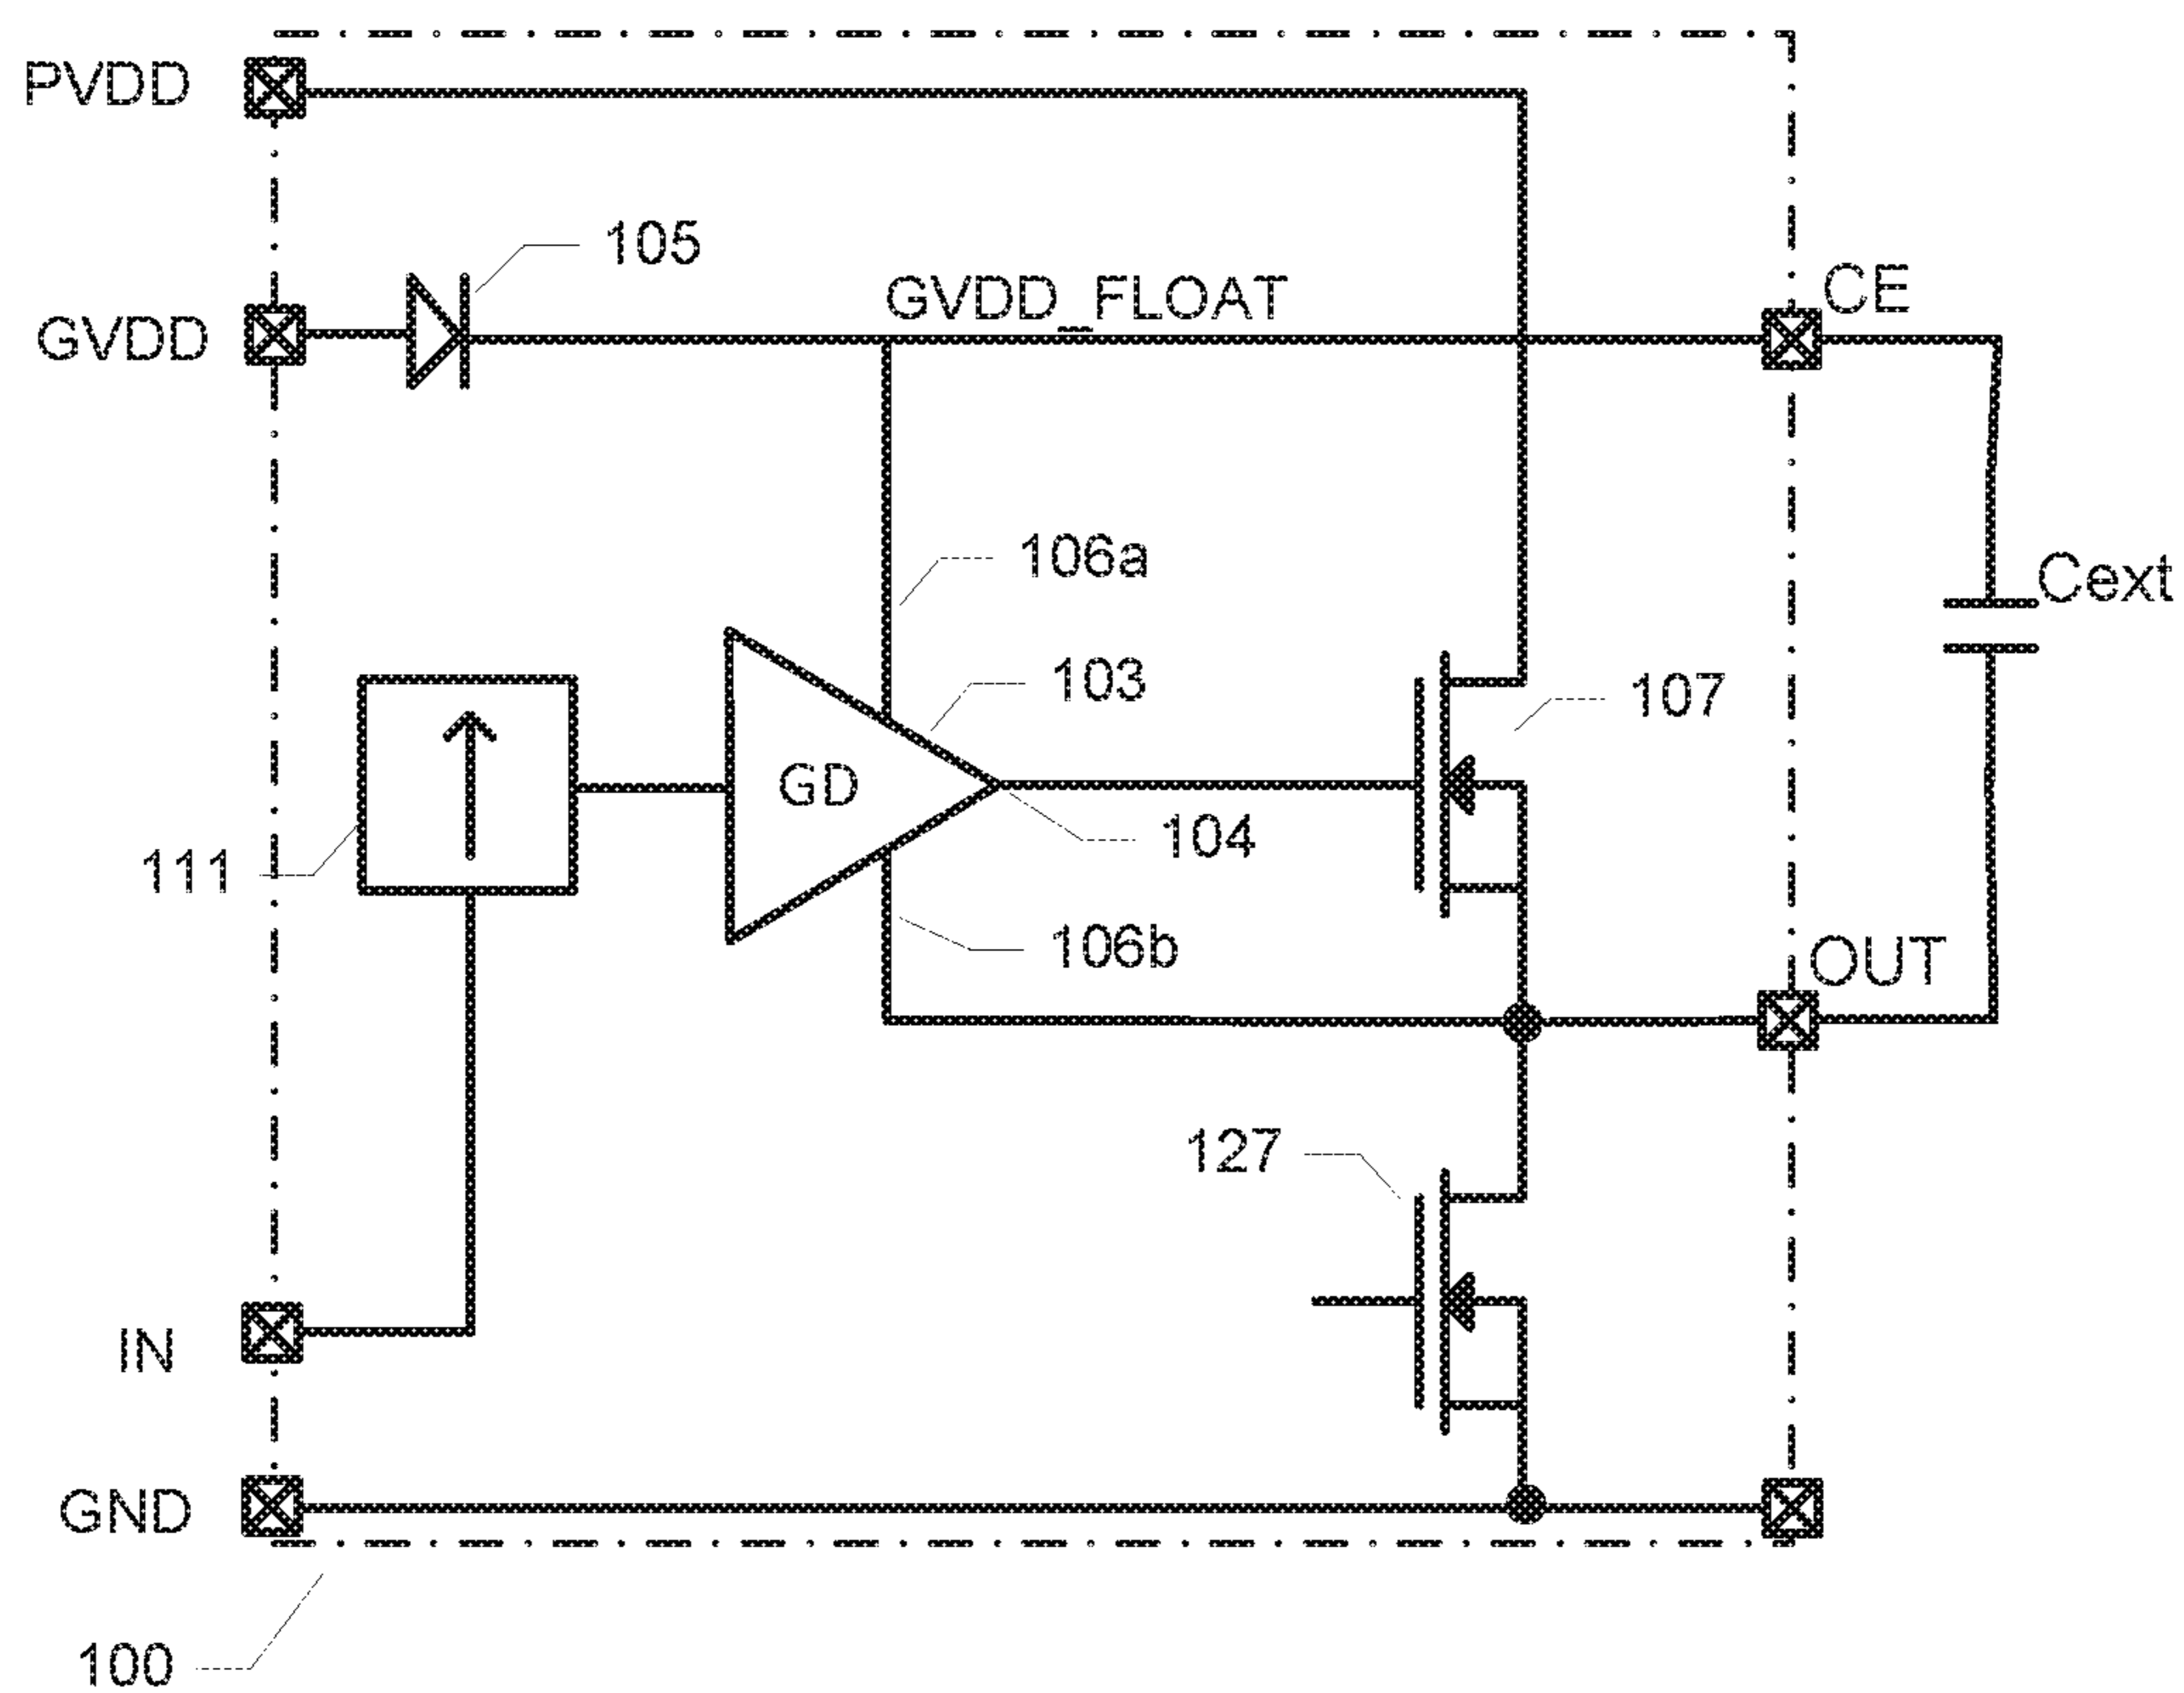 PVDD
105
GVDD
GVDD_FLOAT
CE
106a
Cext
103
107
GD
104
111
106b
OUT
127
IN
GND
100